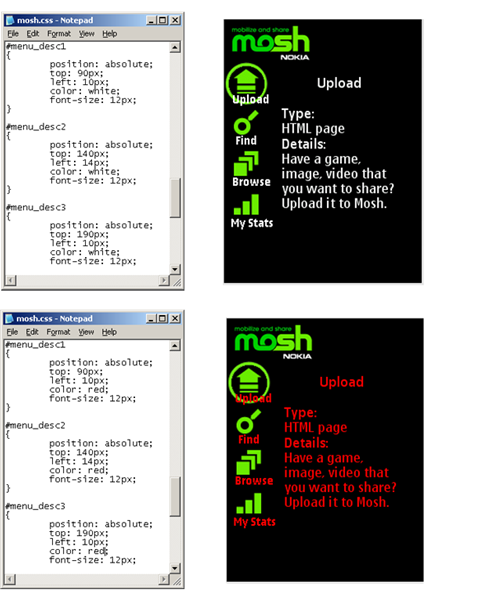 mosh.css - Notepad
File Edit Format View Help
#menu_desc1
{
position: absolute;
top: 90px;
left: 10px;
color: white;
font-size: 12px;
}
#menu_desc2
{
position: absolute;
top: 140px;
left: 14px;
color: white;
font-size: 12px;
}
#menu_desc3
{
position: absolute;
top: 190px;
left: 10px;
color: white;
font-size: 12px;
mobilize and share
mosh
NOKIA
Upload
Upload
Find
Browse
My Stats
Type:
HTML page
Details:
Have a game,
image, video that
you want to share?
Upload it to Mosh.
mosh.css - Notepad
File Edit Format View Help
#menu_desc1
{
position: absolute;
top: 90px;
left: 10px;
color: red;
font-size: 12px;
}
#menu_desc2
{
position: absolute;
top: 140px;
left: 14px;
color: red;
font-size: 12px;
}
#menu_desc3
{
position: absolute;
top: 190px;
left: 10px;
color: red;
font-size: 12px;
mobilize and share
mosh
NOKIA
Upload
Upload
Find
Browse
My Stats
Type:
HTML page
Details:
Have a game,
image, video that
you want to share?
Upload it to Mosh.